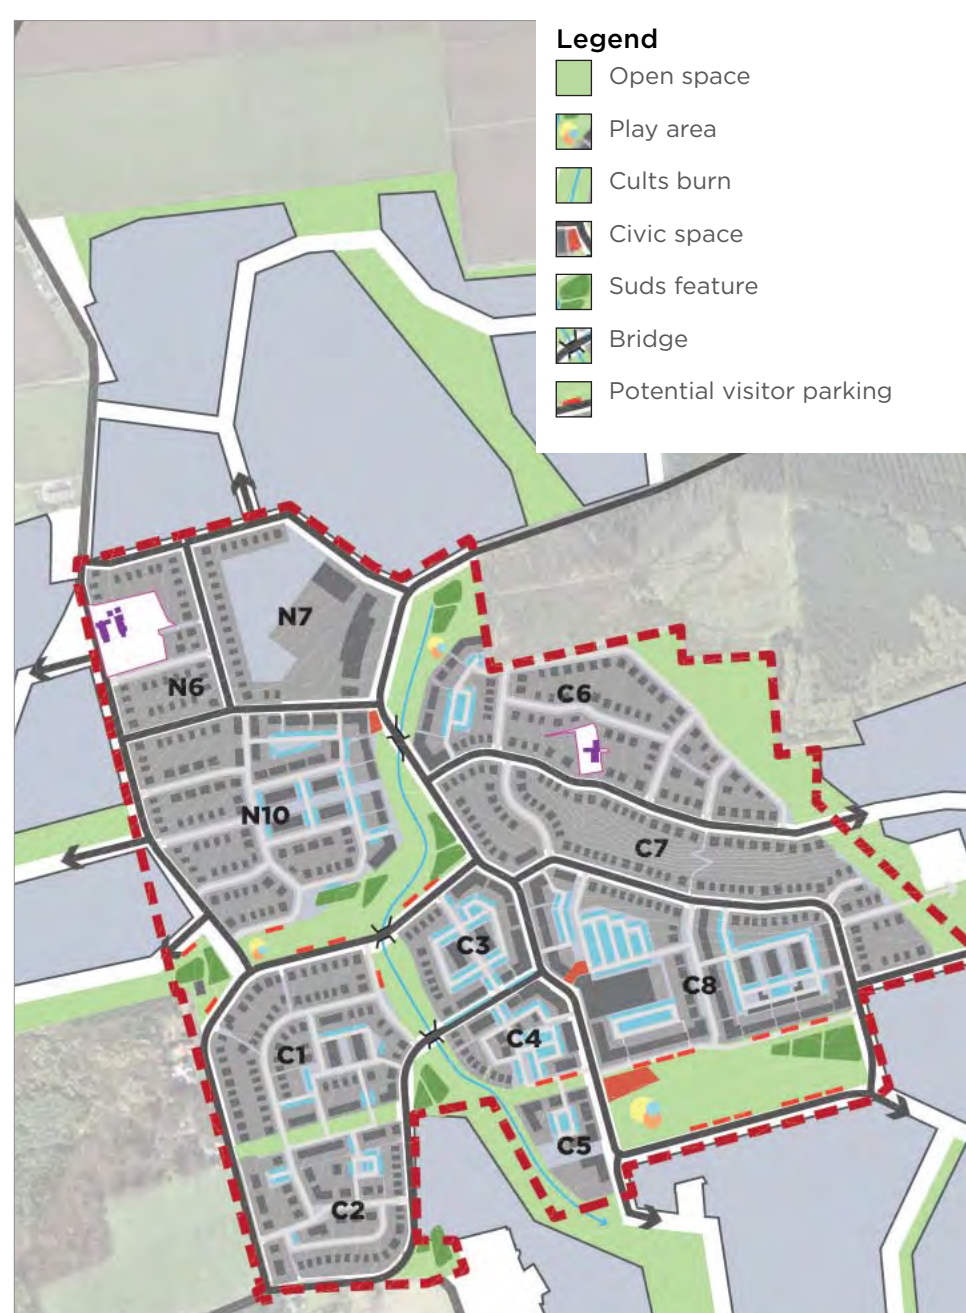 Legend
Open space
Play area
Cults burn
Civic space
Suds feature
Bridge
Potential visitor parking
N7
N6
C6
N10
C7
C3
C8
C4
C1
C5
C2